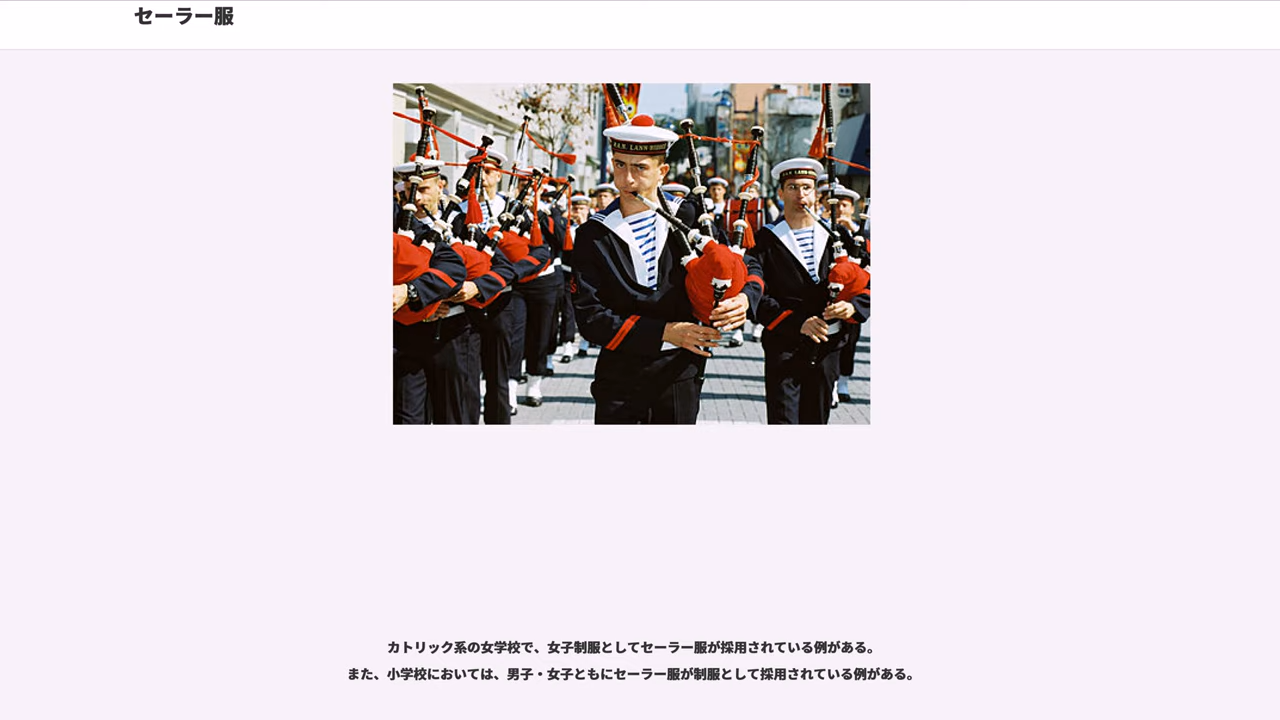 セーラー服
カトリック系の女学校で、女子制服としてセーラー服が採用されている例がある。
また、小学校においては、男子・女子ともにセーラー服が制服として採用されている例がある。